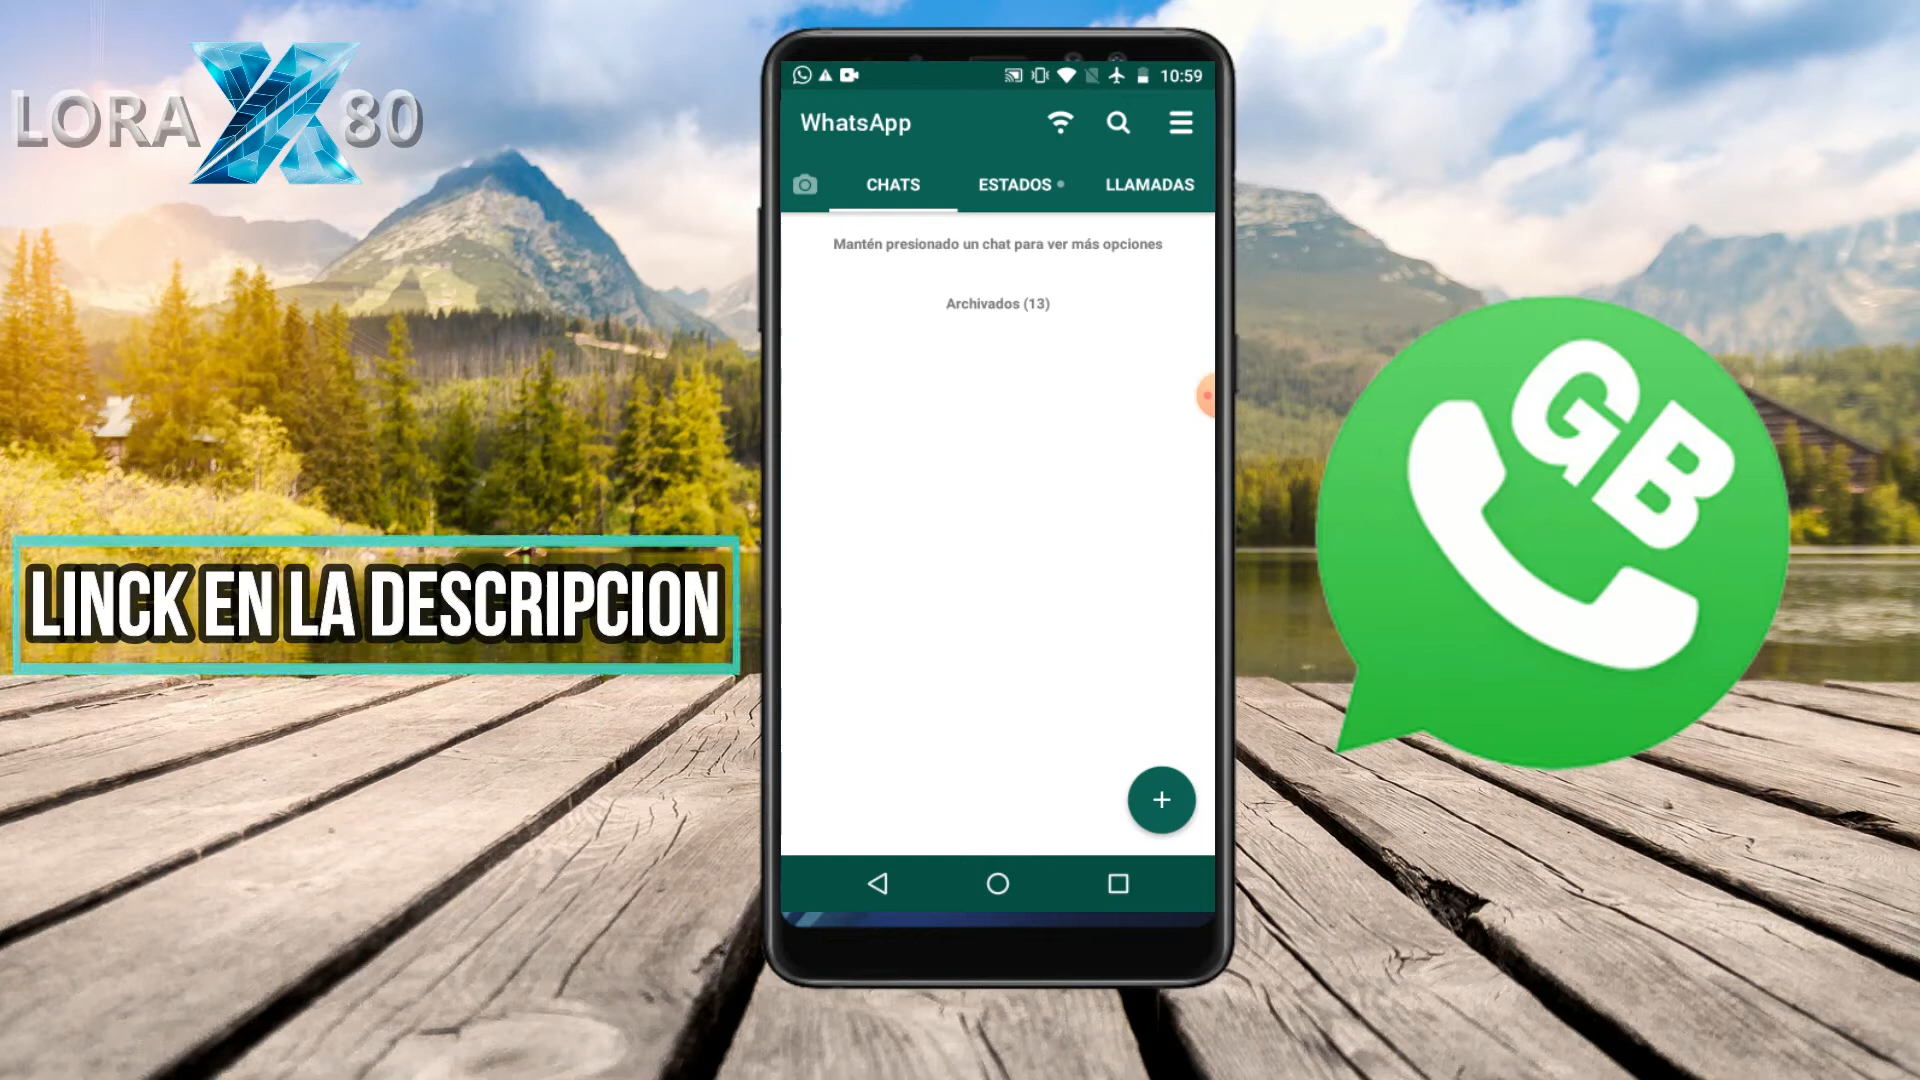 LORA X 80
10:59
WhatsApp
CHATS ESTADOS LLAMADAS
Mantén presionado un chat para ver más opciones
Archivados (13)
GB
LINCK EN LA DESCRIPCION